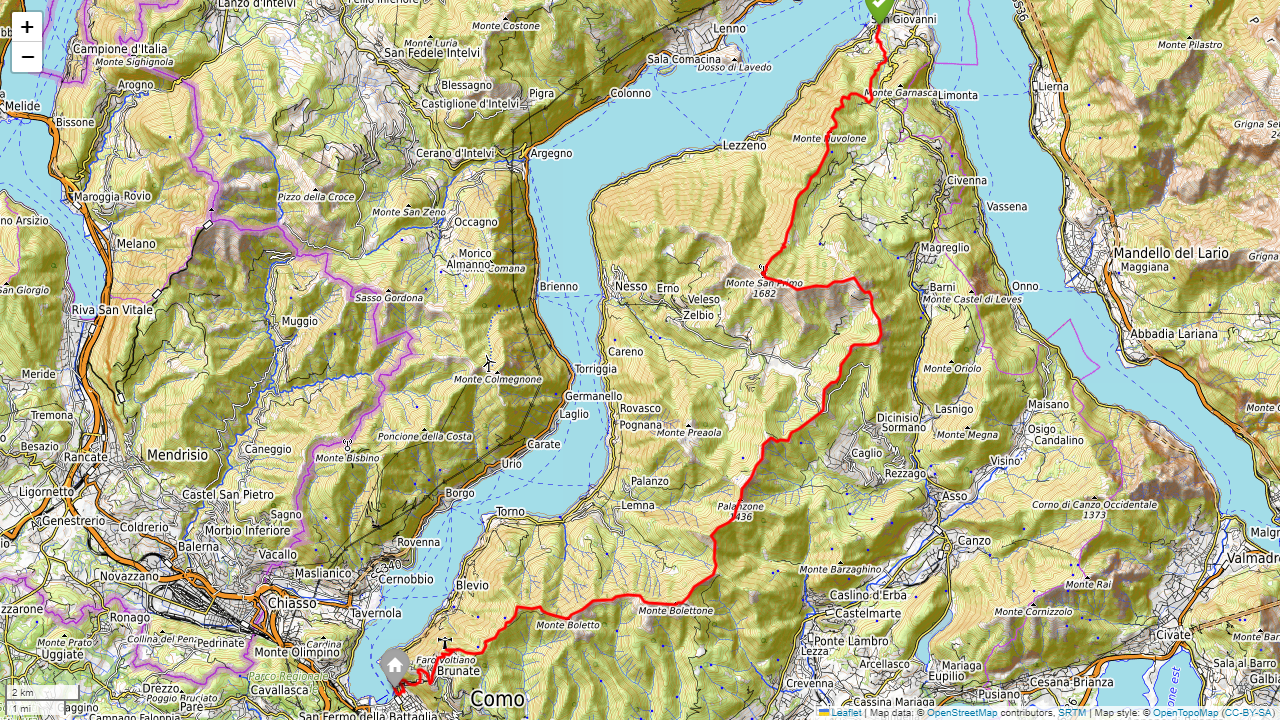 +
−
Lanzo d'Intelvi
Campione d'Italia
Monte Sighignola
Arogno
Melide
Bissone
Maroggia
Rovio
Melano
Riva San Vitale
San Giorgio
Meride
Tremona
Besazio
Rancate
Ligornetto
Genestrerio
Mendrisio
Coldrerio
Novazzano
Castel San Pietro
Morbio Inferiore
Balerna
Sagno
Vacallo
Chiasso
Maslianico
Caneggio
Muggio
Monte Bisbino
Sasso Gordona
Poncione della Costa
Pizzo della Croce
Monte San Zeno
Occagno
Morico
Almanno
Monte Comana
Monte Costone
Monte Luria
San Fedele Intelvi
Blessagno
Castiglione d'Intelvi
Pigra
Cerano d'Intelvi
Argegno
Colonno
Sala Comacina
Lenno
Dosso di Lavedo
San Giovanni
Monte Pilastro
Monte Garnasca
Limonta
Lierna
Monte Nuvolone
Lezzeno
Civenna
Vassena
Magreglio
Mandello del Lario
Maggiana
Onno
Barni
Monte Castel di Leves
Monte San Primo
1682
Abbadia Lariana
Brienno
Nesso
Erno
Veleso
Zelbio
Careno
Torriggia
Germanello
Laglio
Monte Colmegnone
Rovasco
Pognana
Monte Preaola
Carate
Urio
Borgo
Palanzo
Lemna
Torno
Rovenna
Cernobbio
Blevio
Tavernola
Palanzone
1436
Monte Oriolo
Lasnigo
Monte Megna
Maisano
Osigo
Candalino
Visino
Dicinisio
Sormano
Caglio
Rezzago
Asso
Canzo
Corno di Canzo Occidentale
1373
Monte Rai
Monte Cornizzolo
Valmadr
Malgr
Civate
Monte Barzaghino
Caslino d'Erba
Castelmarte
Ponte Lambro
Lezza
Arcellasco
Crevenna
Mariaga
Eupilio
Pusiano
Cesana Brianza
Sala al Barro
Cassina Mariaga
Monte Bolettone
Monte Boletto
Faro Voltiano
Brunate
Como
Ronago
Uggiate
Monte Prato
Pedrinate
Monte Olimpino
Cavallasca
Drezzo
Poggio Bruciato
Parè
San Fermo della Battaglia
2 km
1 mi
Leaflet | Map data: © OpenStreetMap contributors, SRTM | Map style: © OpenTopoMap (CC-BY-SA)